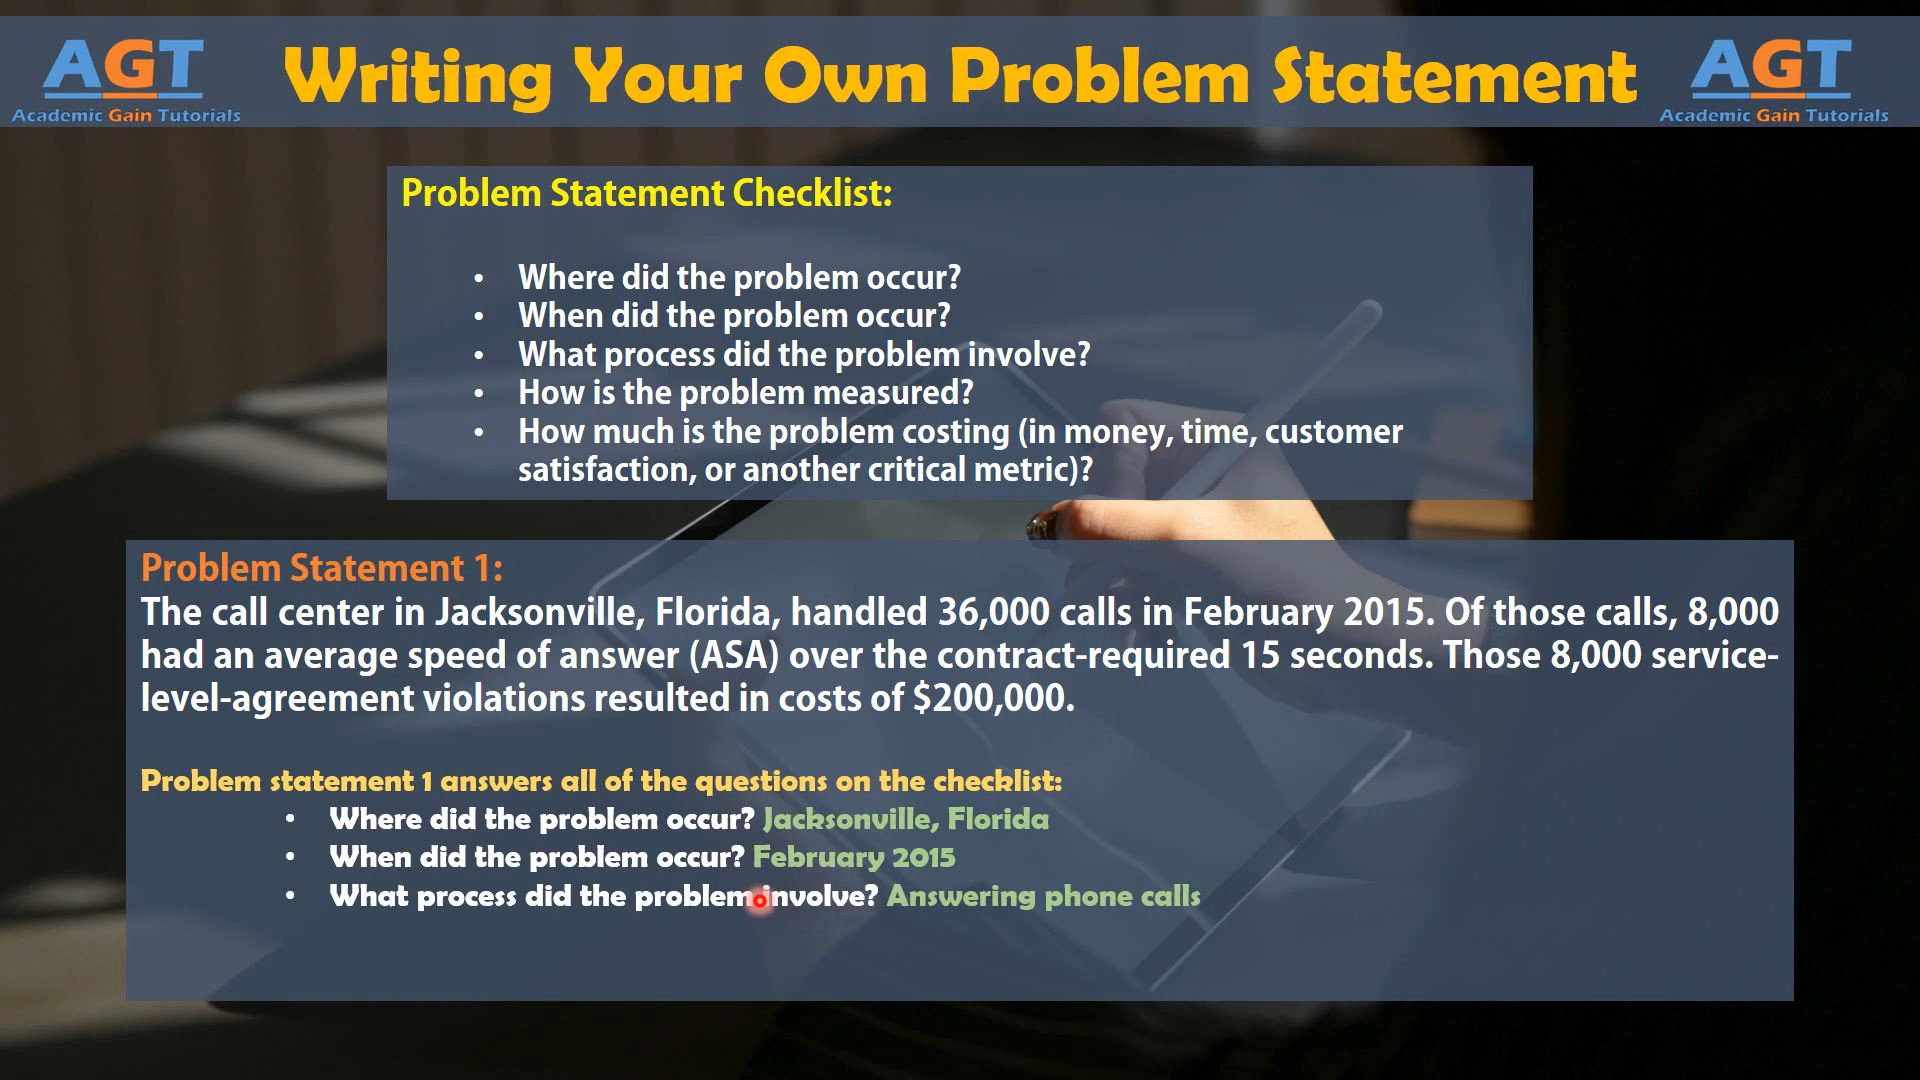 AGT
Academic Gain Tutorials
Writing Your Own Problem Statement
AGT
Academic Gain Tutorials
Problem Statement Checklist:
• Where did the problem occur?
• When did the problem occur?
• What process did the problem involve?
• How is the problem measured?
• How much is the problem costing (in money, time, customer
satisfaction, or another critical metric)?
Problem Statement 1:
The call center in Jacksonville, Florida, handled 36,000 calls in February 2015. Of those calls, 8,000
had an average speed of answer (ASA) over the contract-required 15 seconds. Those 8,000 service-
level-agreement violations resulted in costs of $200,000.
Problem statement 1 answers all of the questions on the checklist:
• Where did the problem occur? Jacksonville, Florida
• When did the problem occur? February 2015
• What process did the problem involve? Answering phone calls